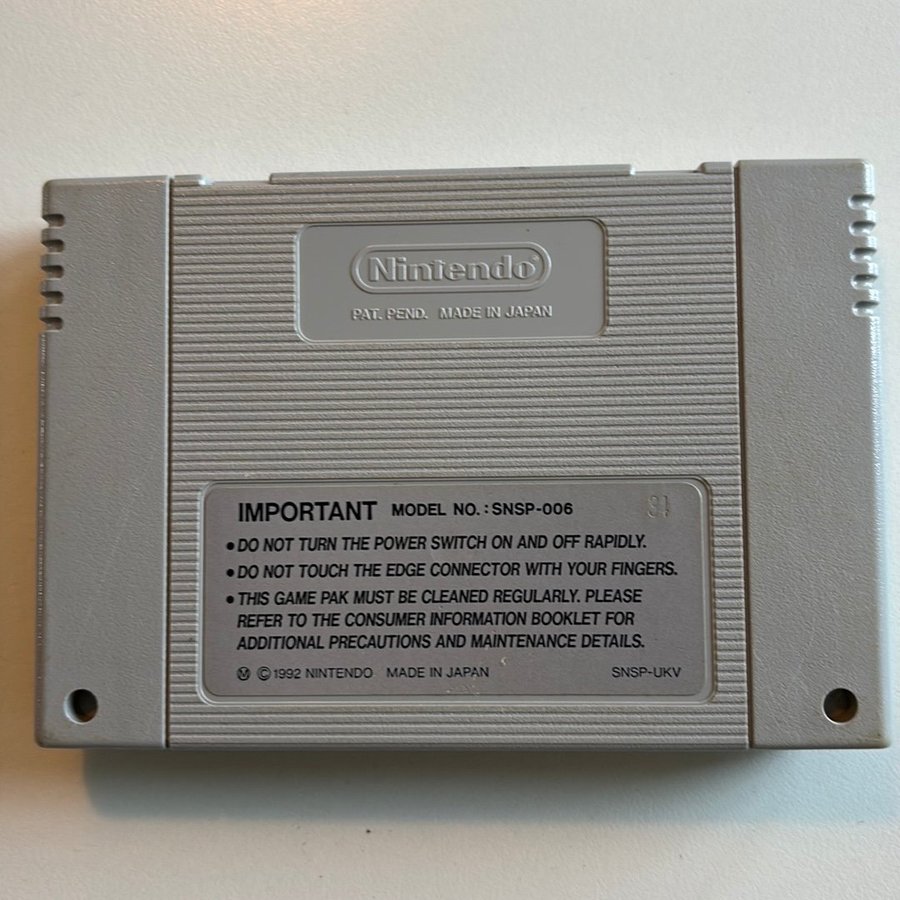 Nintendo®
PAT. PEND. MADE IN JAPAN
IMPORTANT MODEL NO. : SNSP-006
• DO NOT TURN THE POWER SWITCH ON AND OFF RAPIDLY.
• DO NOT TOUCH THE EDGE CONNECTOR WITH YOUR FINGERS.
• THIS GAME PAK MUST BE CLEANED REGULARLY. PLEASE
REFER TO THE CONSUMER INFORMATION BOOKLET FOR
ADDITIONAL PRECAUTIONS AND MAINTENANCE DETAILS.
Ⓜ ©1992 NINTENDO MADE IN JAPAN SNSP-UKV